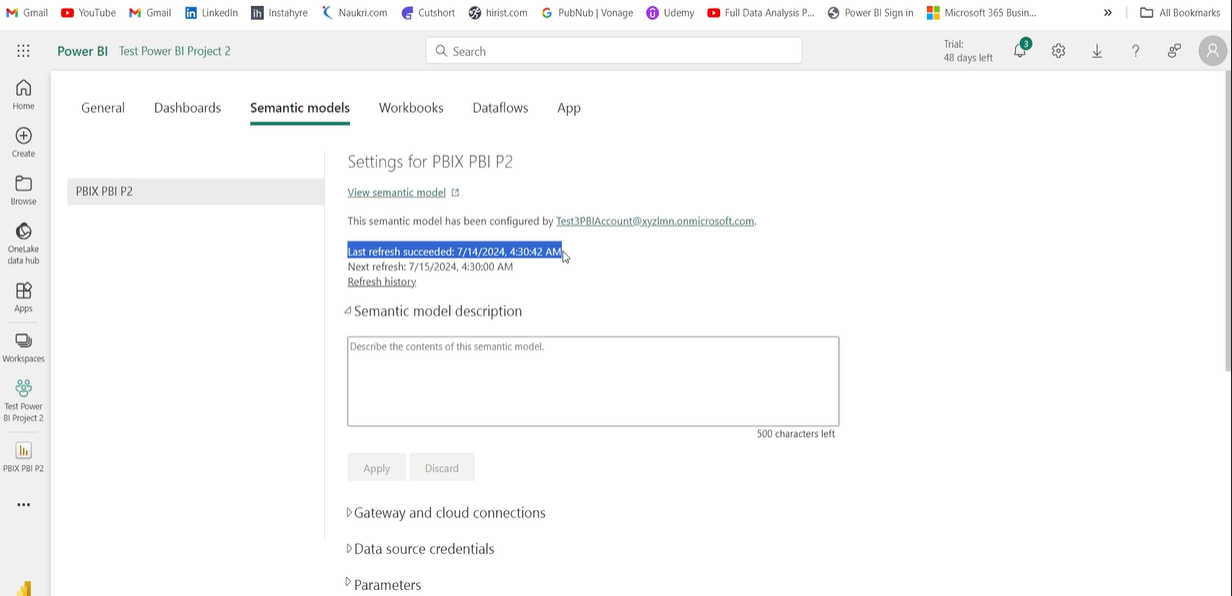 Gmail YouTube Gmail LinkedIn Instahyre Naukri.com Cutshort hirist.com PubNub | Vonage Udemy Full Data Analysis P... Power BI Sign in Microsoft 365 Busin... » All Bookmarks
Power BI Test Power BI Project 2
Search
Trial:
48 days left
3
Home
Create
Browse
OneLake
data hub
Apps
Workspaces
Test Power
BI Project 2
PBIX PBI P2
General Dashboards Semantic models Workbooks Dataflows App
PBIX PBI P2
Settings for PBIX PBI P2
View semantic model
This semantic model has been configured by Test3PBIAccount@xyzlmn.onmicrosoft.com.
Last refresh succeeded: 7/14/2024, 4:30:42 AM
Next refresh: 7/15/2024, 4:30:00 AM
Refresh history
Semantic model description
Describe the contents of this semantic model.
500 characters left
Apply Discard
Gateway and cloud connections
Data source credentials
Parameters